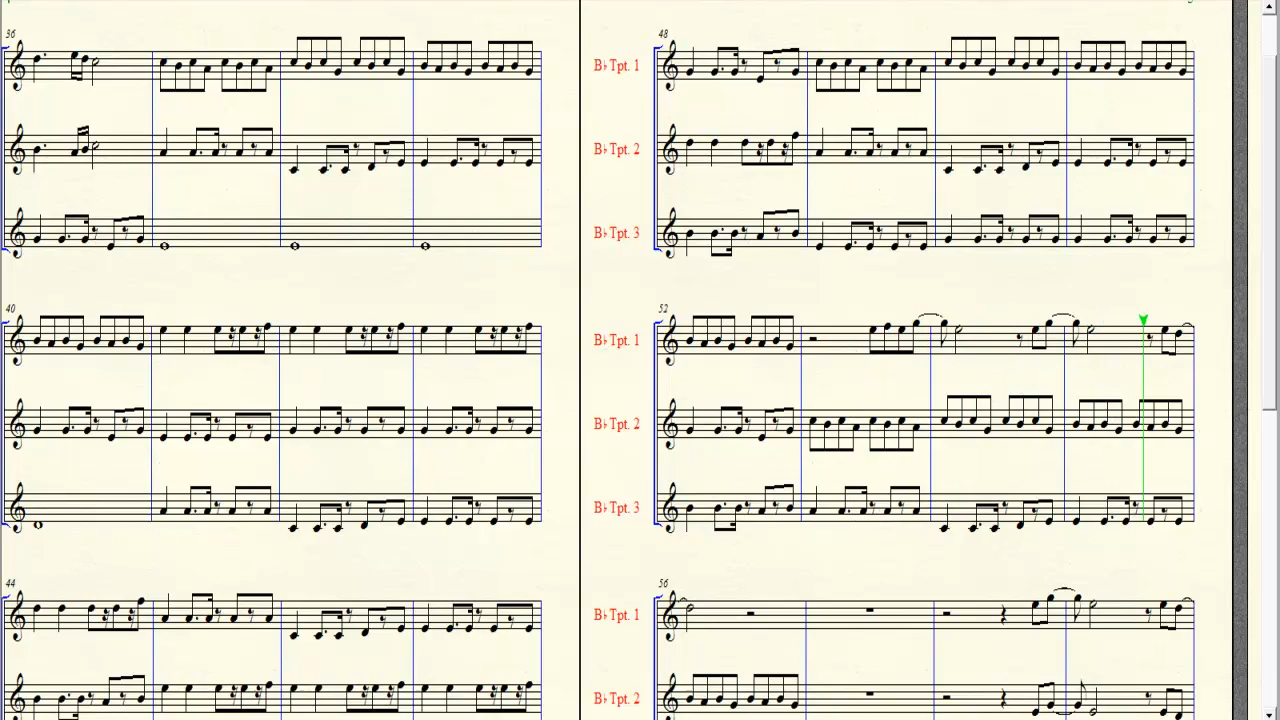 36
40
44
48
B♭ Tpt. 1
B♭ Tpt. 2
B♭ Tpt. 3
52
B♭ Tpt. 1
B♭ Tpt. 2
B♭ Tpt. 3
56
B♭ Tpt. 1
B♭ Tpt. 2